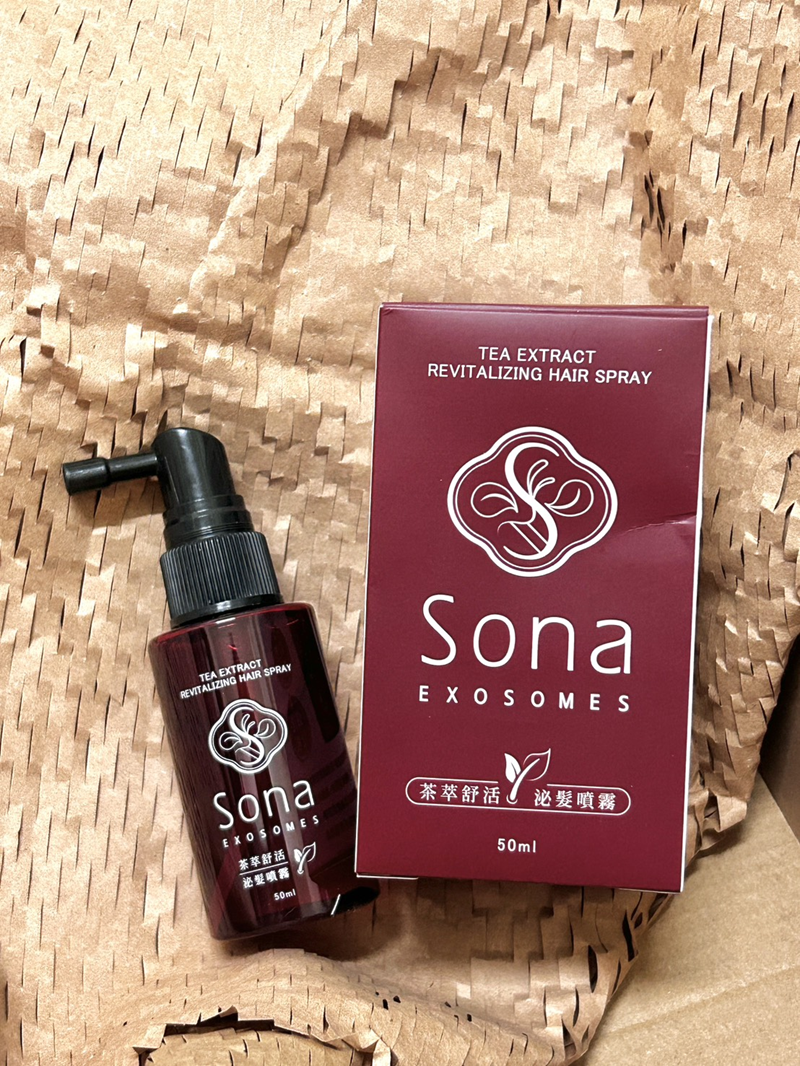 TEA EXTRACT
REVITALIZING HAIR SPRAY
Sona
EXOSOMES
茶萃舒活
泌髮噴霧
50ml
TEA EXTRACT
REVITALIZING HAIR SPRAY
Sona
EXOSOMES
茶萃舒活 泌髮噴霧
50ml